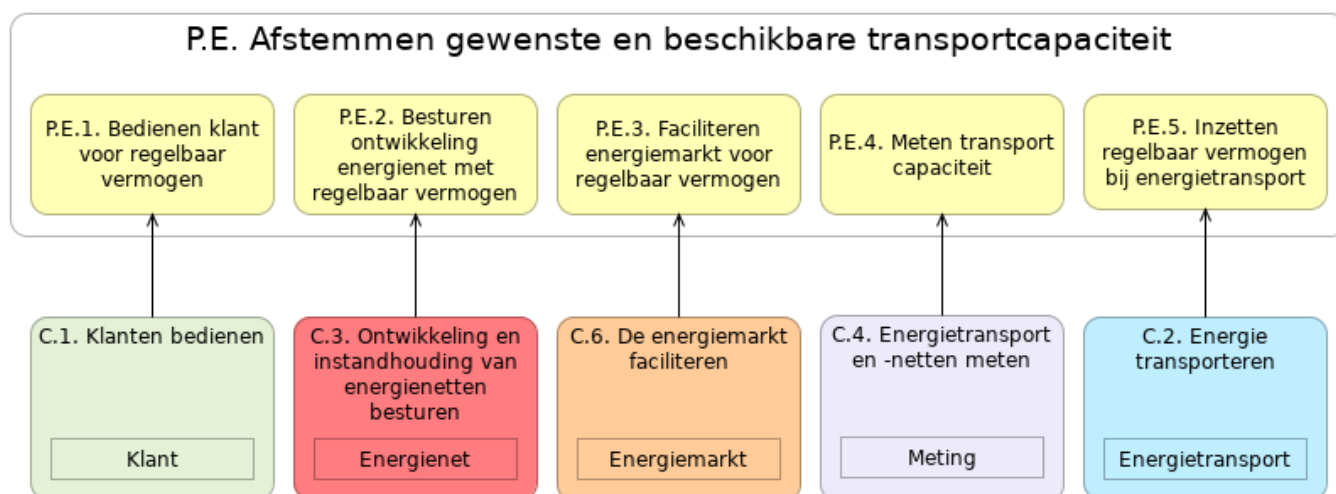 P.E. Afstemmen gewenste en beschikbare transportcapaciteit
P.E.1. Bedienen klant
voor regelbaar
vermogen
P.E.2. Besturen
ontwikkeling
energienet met
regelbaar vermogen
P.E.3. Faciliteren
energiemarkt voor
regelbaar vermogen
P.E.4. Meten transport
capaciteit
P.E.5. Inzetten
regelbaar vermogen
bij energietransport
C.1. Klanten bedienen
Klant
C.3. Ontwikkeling en
instandhouding van
energienetten
besturen
Energienet
C.6. De energiemarkt
faciliteren
Energiemarkt
C.4. Energietransport
en -netten meten
Meting
C.2. Energie
transporteren
Energietransport